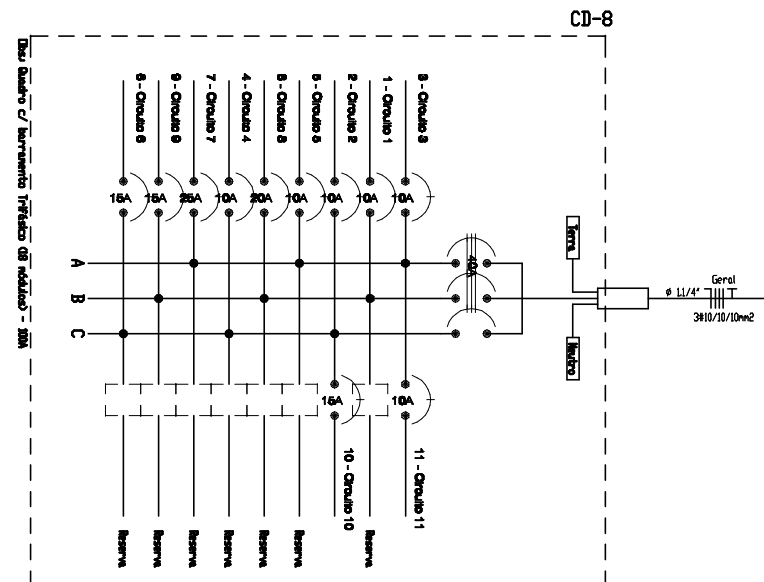 CD-8
Obs: Quadro c/ barramento Trifásico (18 módulos) - 100A
6 - Circuito 6
9 - Circuito 9
7 - Circuito 7
4 - Circuito 4
8 - Circuito 8
5 - Circuito 5
2 - Circuito 2
1 - Circuito 1
3 - Circuito 3
15A
15A
25A
10A
20A
10A
10A
10A
10A
A
B
C
40A
Terra
Neutro
ø 1.1/4"
Geral
3#10/10/10mm2
15A
10A
10 - Circuito 10
11 - Circuito 11
Reserva
Reserva
Reserva
Reserva
Reserva
Reserva
Reserva